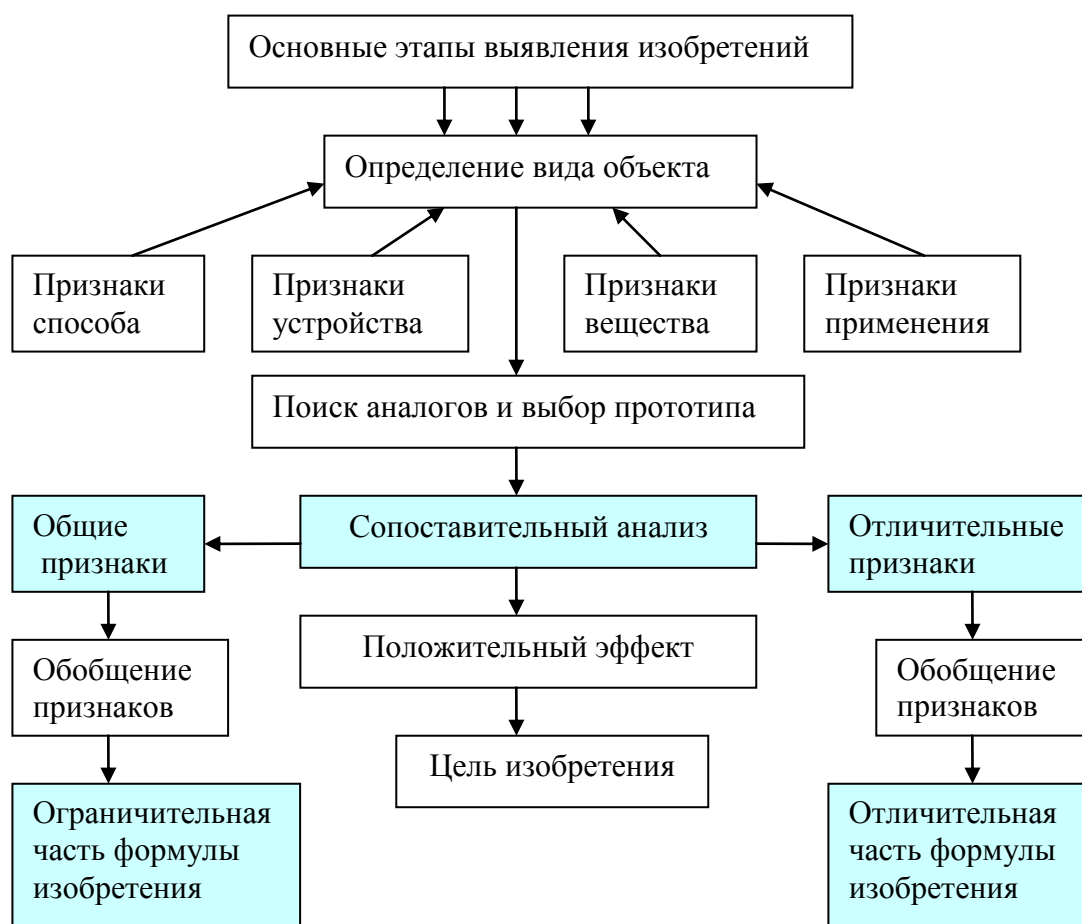 Основные этапы выявления изобретений
Определение вида объекта
Признаки
способа
Признаки
устройства
Признаки
вещества
Признаки
применения
Поиск аналогов и выбор прототипа
Общие
признаки
Сопоставительный анализ
Отличительные
признаки
Обобщение
признаков
Положительный эффект
Обобщение
признаков
Цель изобретения
Ограничительная
часть формулы
изобретения
Отличительная
часть формулы
изобретения